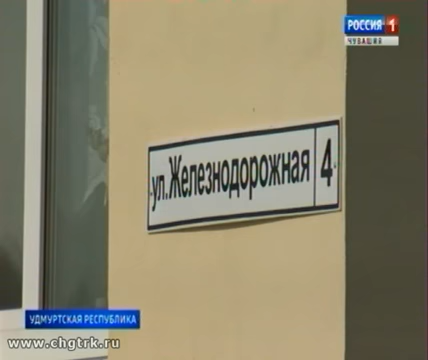 РОССИЯ 1
ЧУВАШИЯ
ул.Железнодорожная 4
УДМУРТСКАЯ РЕСПУБЛИКА
www.chgtrk.ru